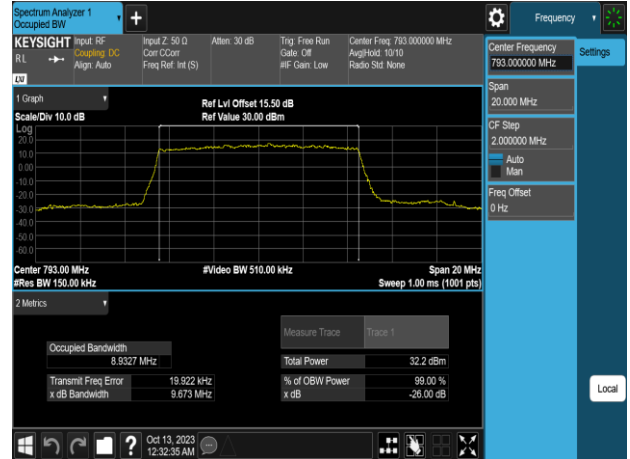 Spectrum Analyzer 1
Occupied BW
+
Frequency
KEYSIGHT
RL
LXI
Input: RF
Coupling: DC
Align: Auto
Input Z: 50 Ω
Corr CCorr
Freq Ref: Int (S)
Atten: 30 dB
Trig: Free Run
Gate: Off
#IF Gain: Low
Center Freq: 793.000000 MHz
Avg|Hold: 10/10
Radio Std: None
Center Frequency
793.000000 MHz
Settings
Span
20.000 MHz
CF Step
2.000000 MHz
Auto
Man
Freq Offset
0 Hz
Local
1 Graph
Scale/Div 10.0 dB
Ref Lvl Offset 15.50 dB
Ref Value 30.00 dBm
Log
20.0
10.0
0.00
-10.0
-20.0
-30.0
-40.0
-50.0
-60.0
Center 793.00 MHz
#Res BW 150.00 kHz
#Video BW 510.00 kHz
Span 20 MHz
Sweep 1.00 ms (1001 pts)
2 Metrics
Measure Trace
Trace 1
Occupied Bandwidth
8.9327 MHz
Total Power
32.2 dBm
Transmit Freq Error
19.922 kHz
% of OBW Power
99.00 %
x dB Bandwidth
9.673 MHz
x dB
-26.00 dB
?
Oct 13, 2023
12:32:35 AM